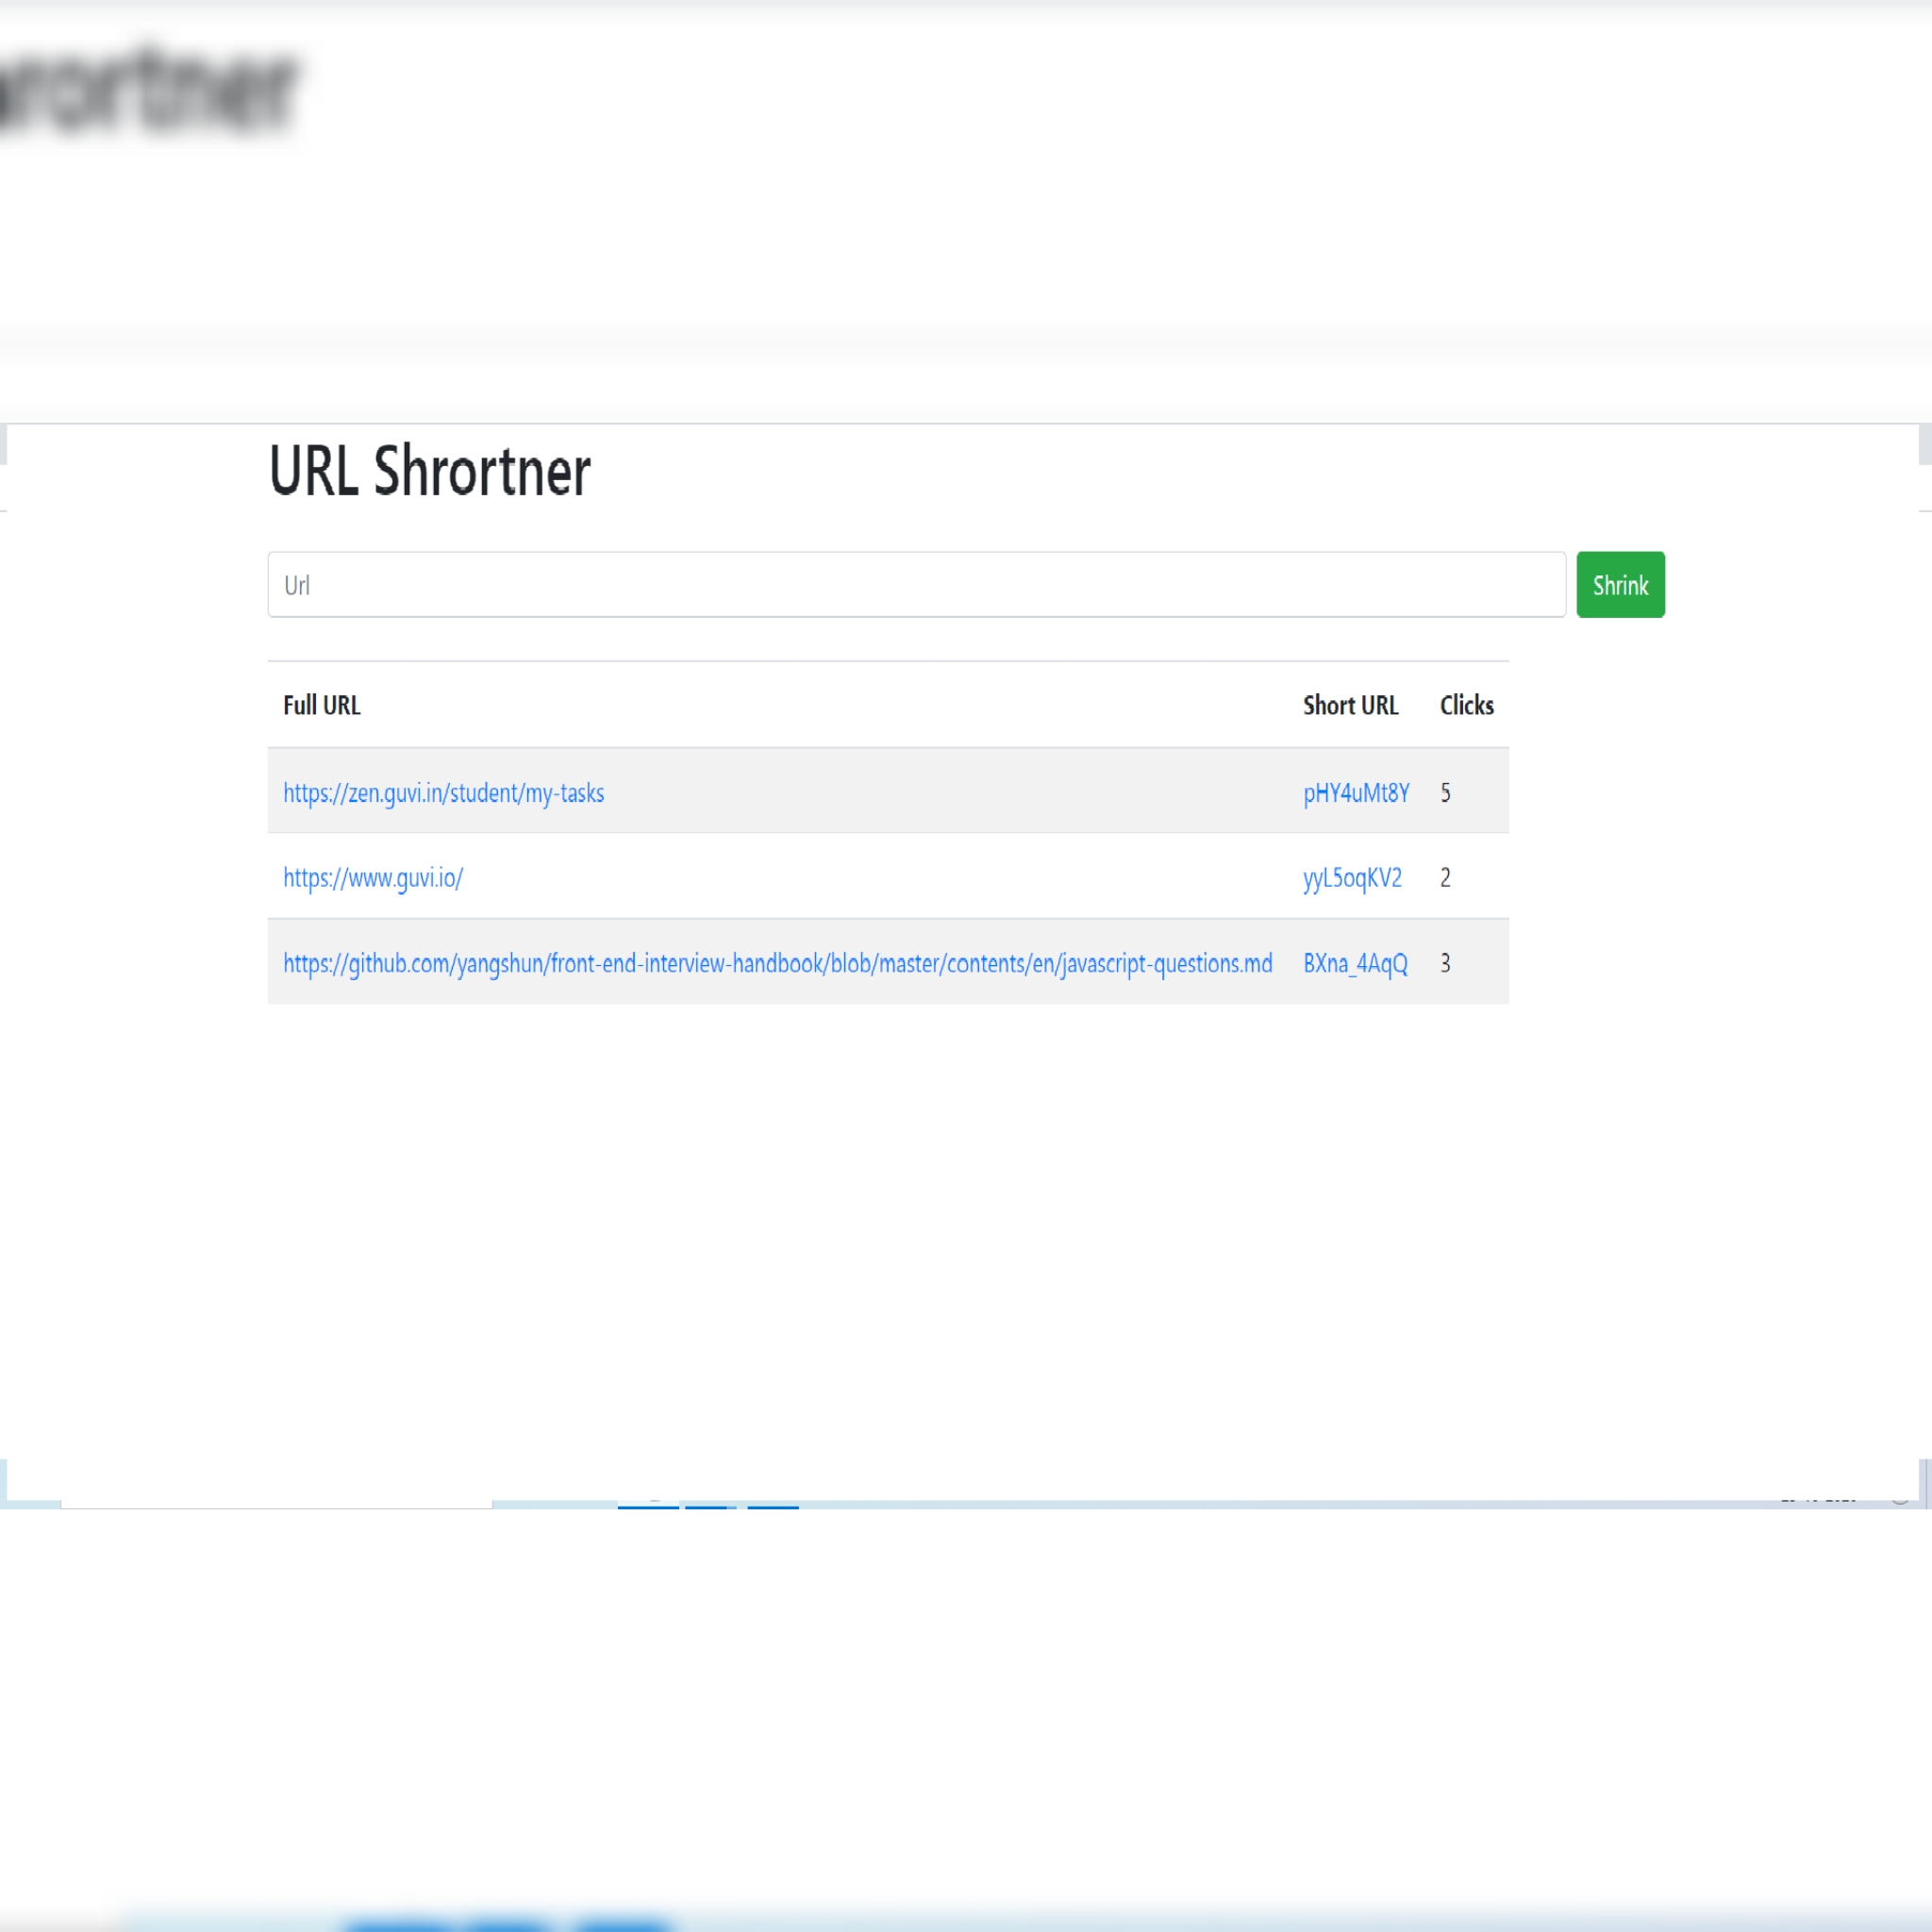 rortner
URL Shrortner
Url Shrink
Full URL Short URL Clicks
https://zen.guvi.in/student/my-tasks pHY4uMt8Y 5
https://www.guvi.io/ yyL5oqKV2 2
https://github.com/yangshun/front-end-interview-handbook/blob/master/contents/en/javascript-questions.md BXna_4AqQ 3